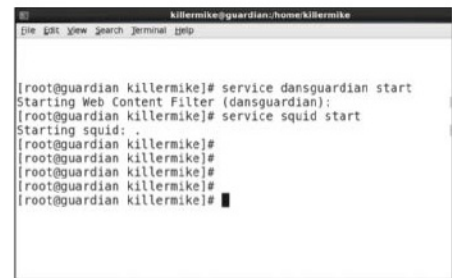 killermike@guardian:/home/killermike
File Edit View Search Terminal Help
[root@guardian killermike]# service dansguardian start
Starting Web Content Filter (dansguardian):
[root@guardian killermike]# service squid start
Starting squid: .
[root@guardian killermike]#
[root@guardian killermike]#
[root@guardian killermike]#
[root@guardian killermike]#
[root@guardian killermike]#